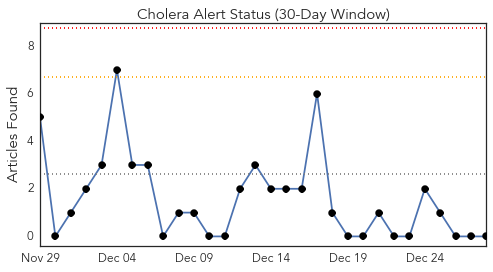 Cholera Alert Status (30-Day Window)
Articles Found
8
6
4
2
0
Nov 29 Dec 04 Dec 09 Dec 14 Dec 19 Dec 24